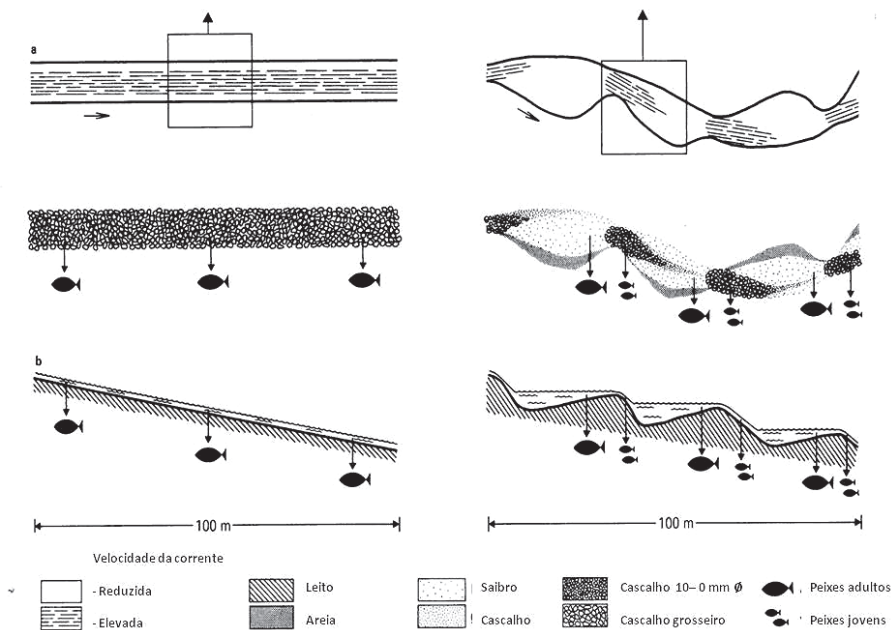 a
b
100 m
100 m
Velocidade da corrente
- Reduzida
- Elevada
Leito
Areia
Saibro
Cascalho
Cascalho 10–0 mm Ø
Cascalho grosseiro
Peixes adultos
Peixes jovens